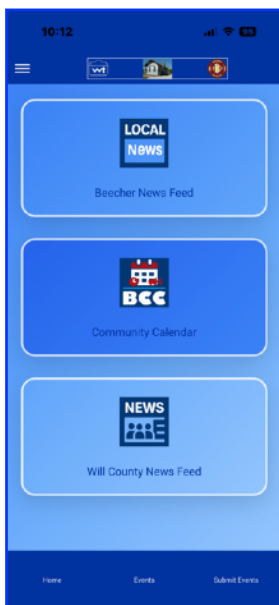 10:12
LOCAL
News
Beecher News Feed
BCC
Community Calendar
NEWS
Will County News Feed
Home Events Submit Events